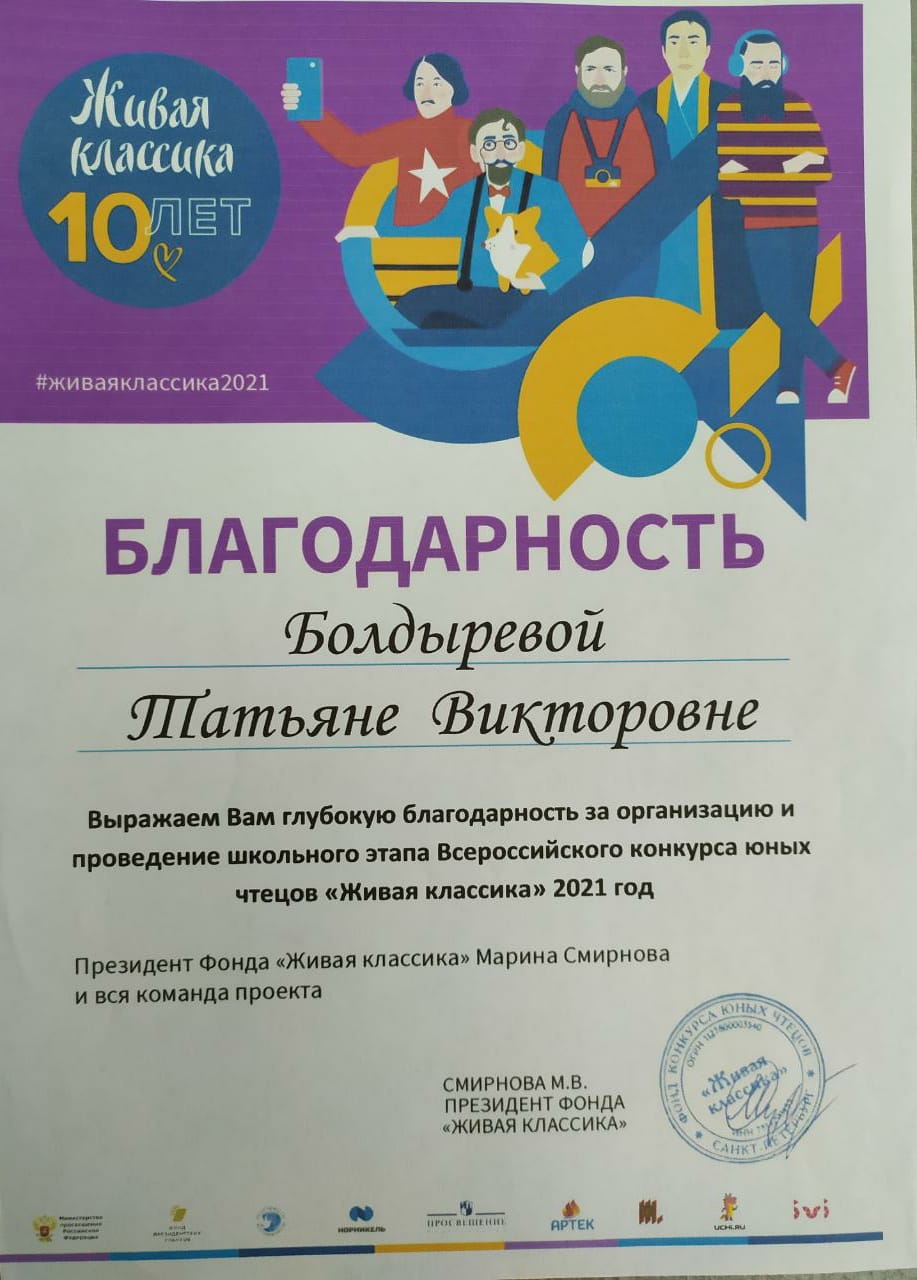 Живая
классика
10 ЛЕТ
#живаяклассика2021
БЛАГОДАРНОСТЬ
Болдыревой
Татьяне Викторовне
Выражаем Вам глубокую благодарность за организацию и
проведение школьного этапа Всероссийского конкурса юных
чтецов «Живая классика» 2021 год
Президент Фонда «Живая классика» Марина Смирнова
и вся команда проекта
СМИРНОВА М.В.
ПРЕЗИДЕНТ ФОНДА
«ЖИВАЯ КЛАССИКА»
ФОНД КОНКУРСА ЮНЫХ ЧТЕЦОВ
ОГРН
«Живая
классика»
ИНН
САНКТ-ПЕТЕРБУРГ
Министерство
просвещения
Российской
Федерации
ФОНД
ПРЕЗИДЕНТСКИХ
ГРАНТОВ
НОРНИКЕЛЬ
ПРОСВЕЩЕНИЕ
АРТЕК
UCHI.RU
ivi